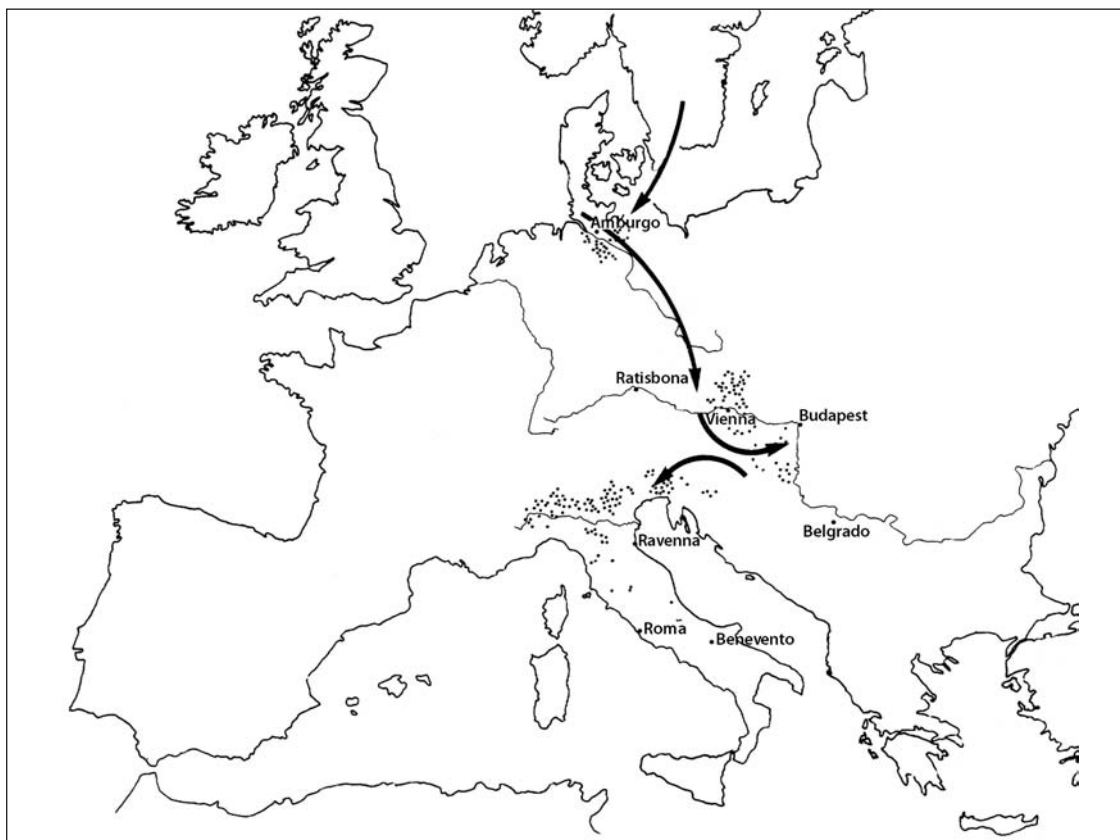 Amburgo
Ratisbona
Vienna
Budapest
Belgrado
Ravenna
Roma
Benevento